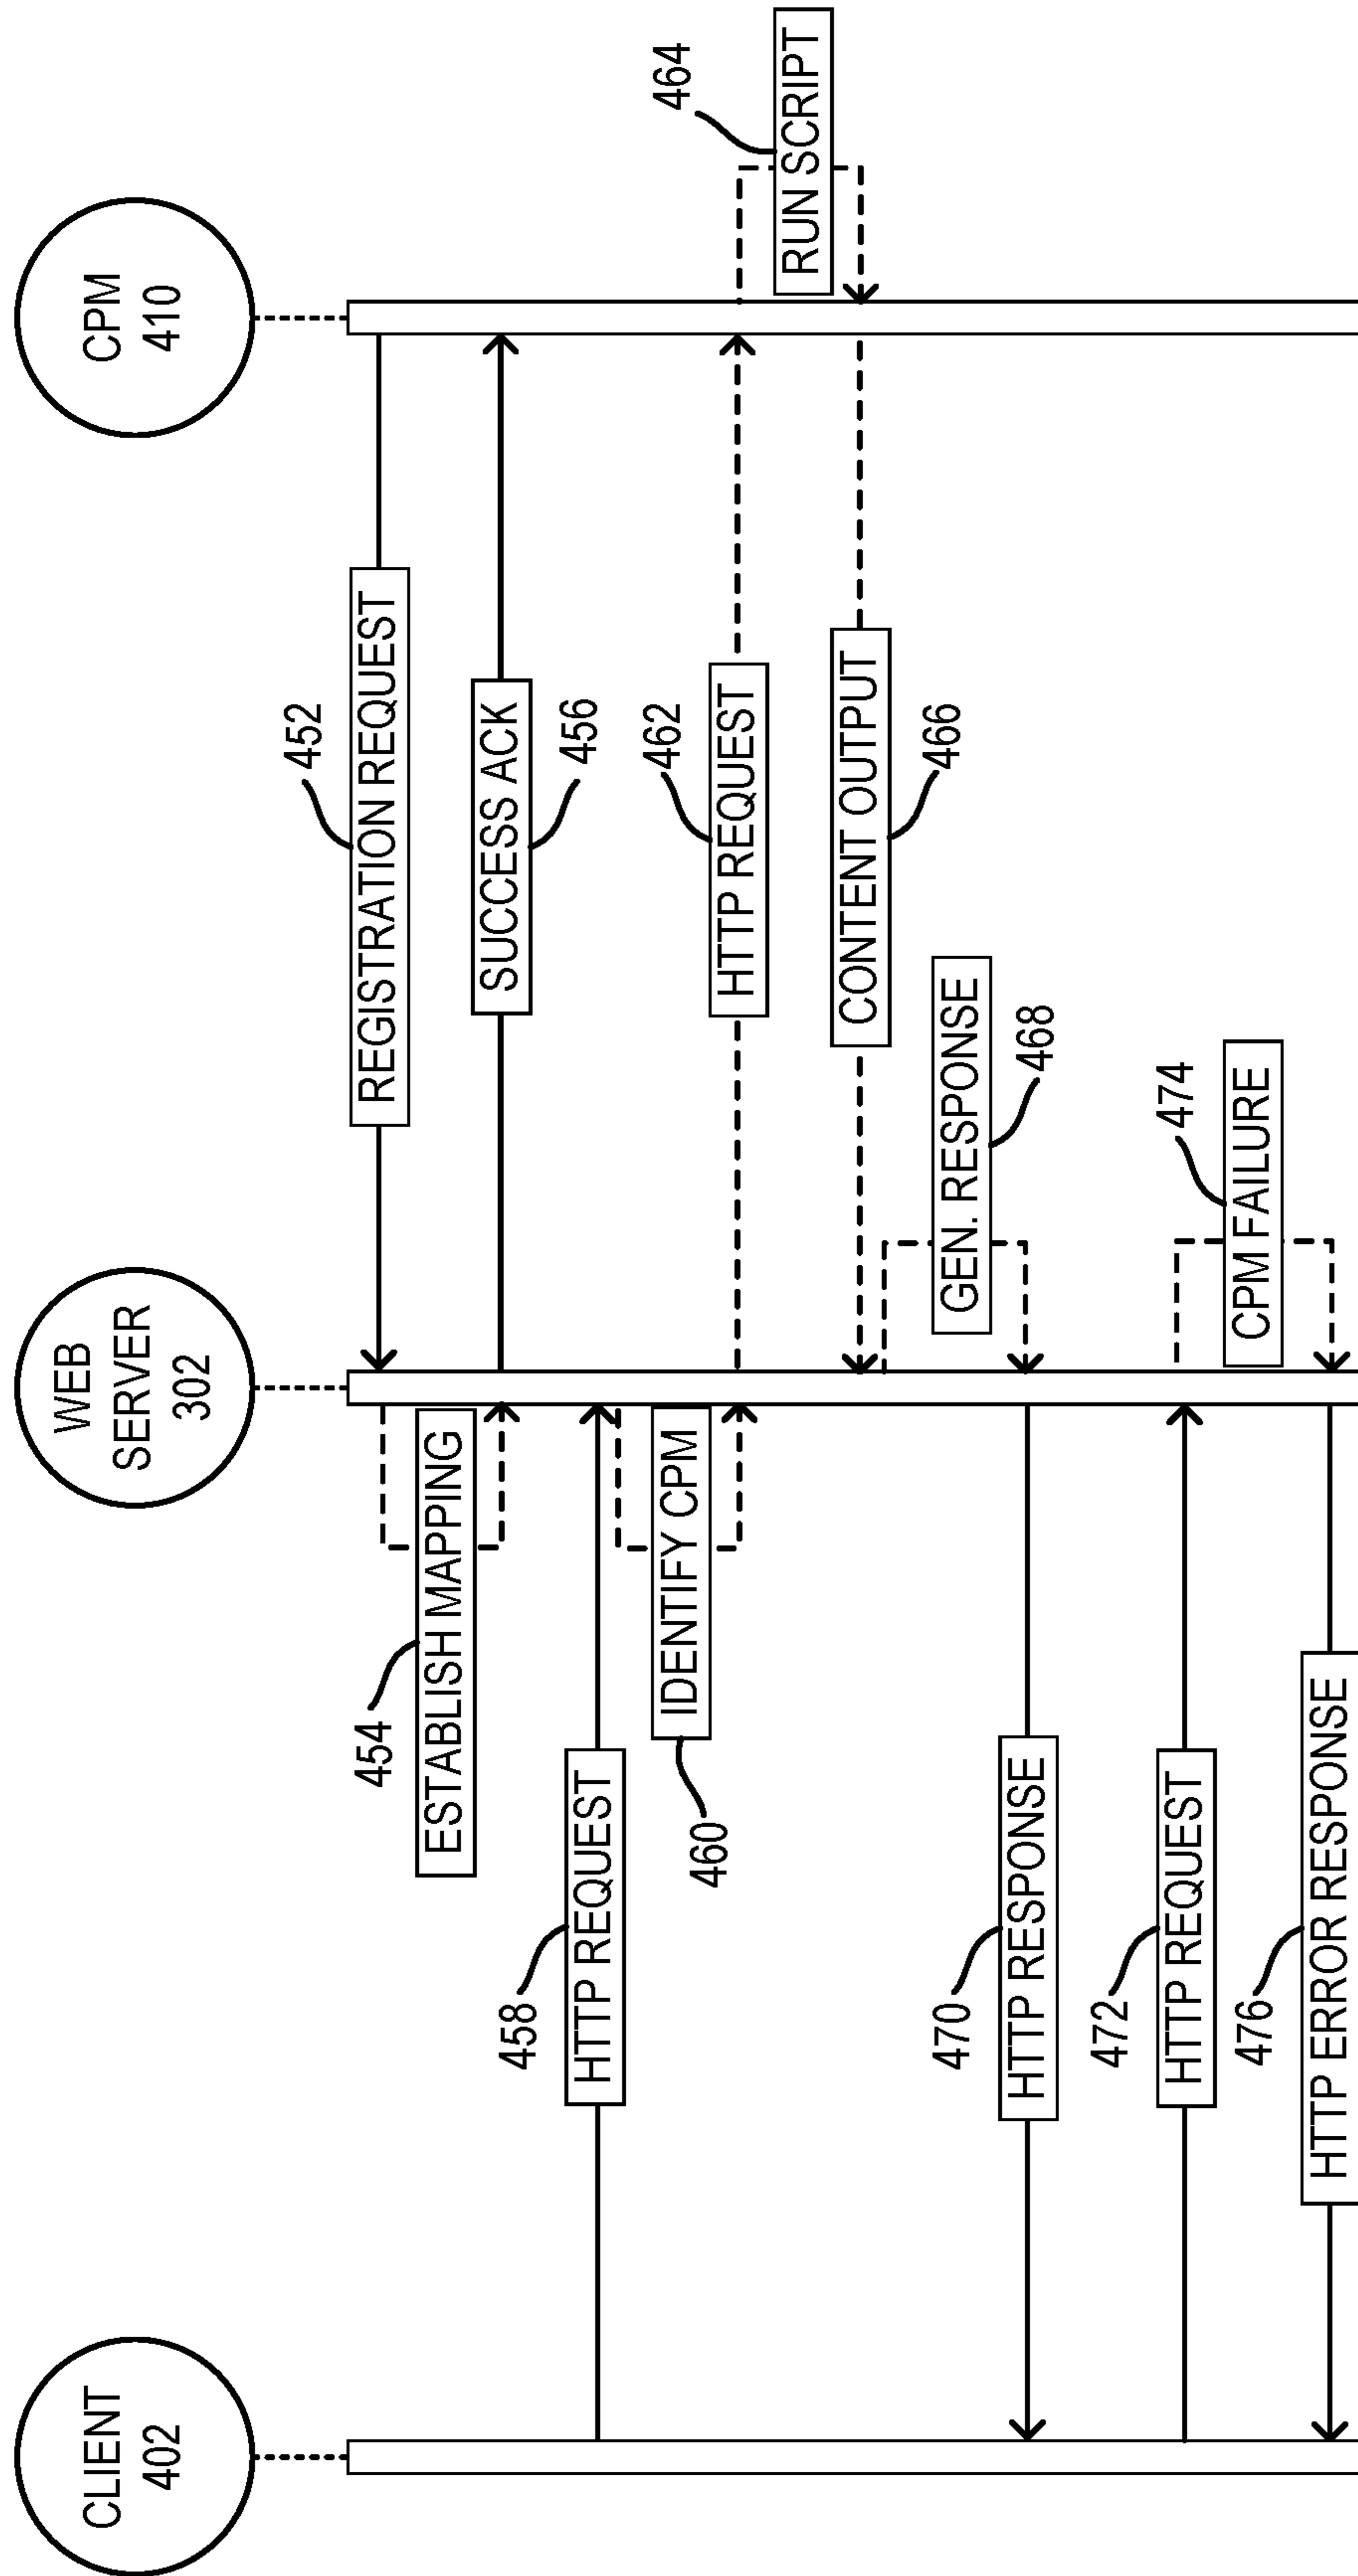 CLIENT
402
WEB
SERVER
302
CPM
410
452
REGISTRATION REQUEST
454
ESTABLISH MAPPING
SUCCESS ACK
456
458
HTTP REQUEST
IDENTIFY CPM
460
462
HTTP REQUEST
464
RUN SCRIPT
CONTENT OUTPUT
466
GEN. RESPONSE
468
470
HTTP RESPONSE
472
HTTP REQUEST
474
CPM FAILURE
476
HTTP ERROR RESPONSE